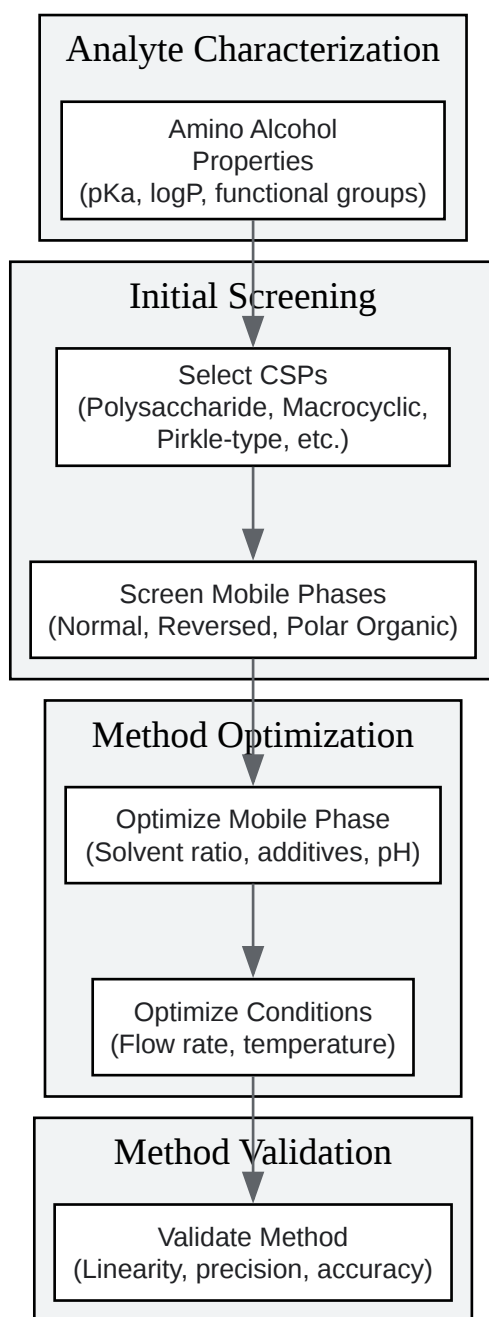 Analyte Characterization
Amino Alcohol
Properties
(pKa, logP, functional groups)
Initial Screening
Select CSPs
(Polysaccharide, Macrocyclic,
Pirkle-type, etc.)
Screen Mobile Phases
(Normal, Reversed, Polar Organic)
Method Optimization
Optimize Mobile Phase
(Solvent ratio, additives, pH)
Optimize Conditions
(Flow rate, temperature)
Method Validation
Validate Method
(Linearity, precision, accuracy)